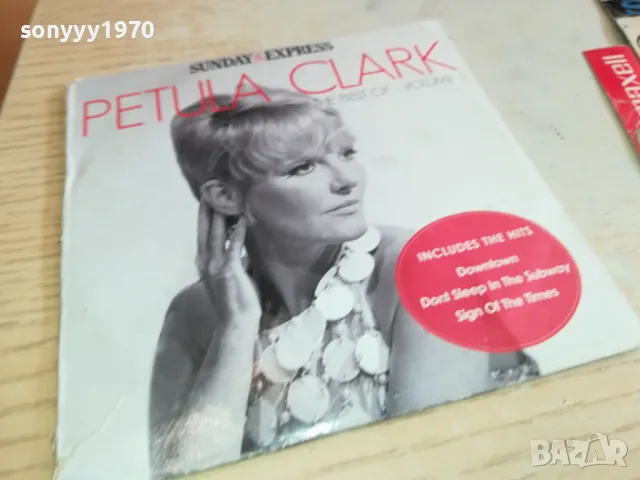 sonyyy1970
SUNDAY EXPRESS
PETULA CLARK
THE BEST OF VOLUME 1
INCLUDES THE HITS
Downtown
Don't Sleep In The Subway
Sign Of The Times
maxell
BAZAR
bg